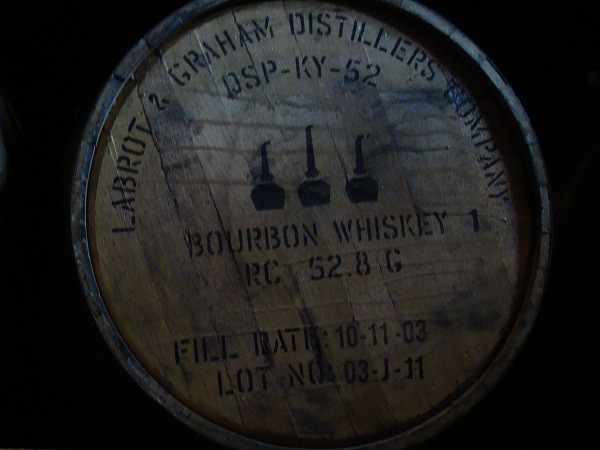 LABROT & GRAHAM DISTILLERS COMPANY
DSP-KY-52
BOURBON WHISKEY 1
RC 52.8 G
FILL DATE: 10-11-03
LOT NO: 03-J-11